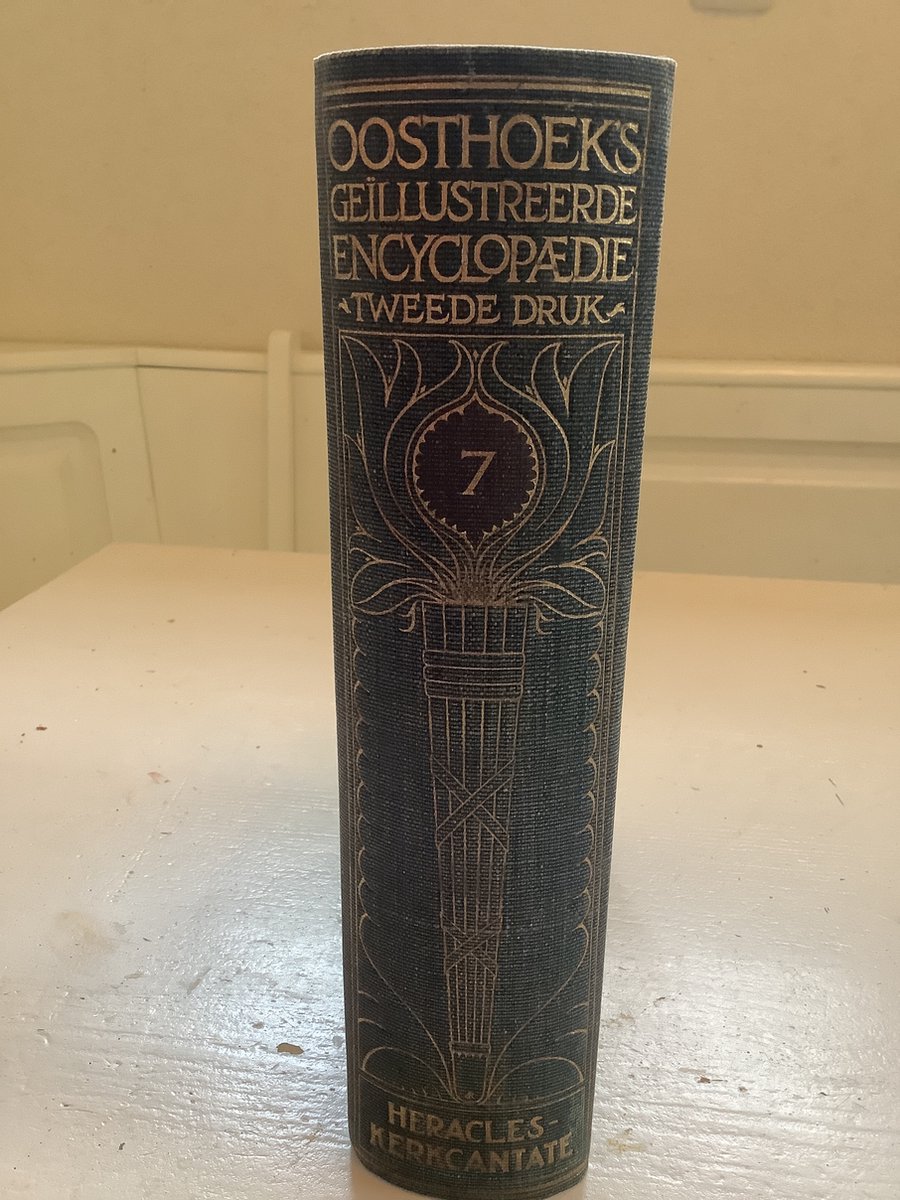 OOSTHOEK'S
GEÏLLUSTREERDE
ENCYCLOPÆDIE
TWEEDE DRUK
7
HERACLES-
KERKCANTATE